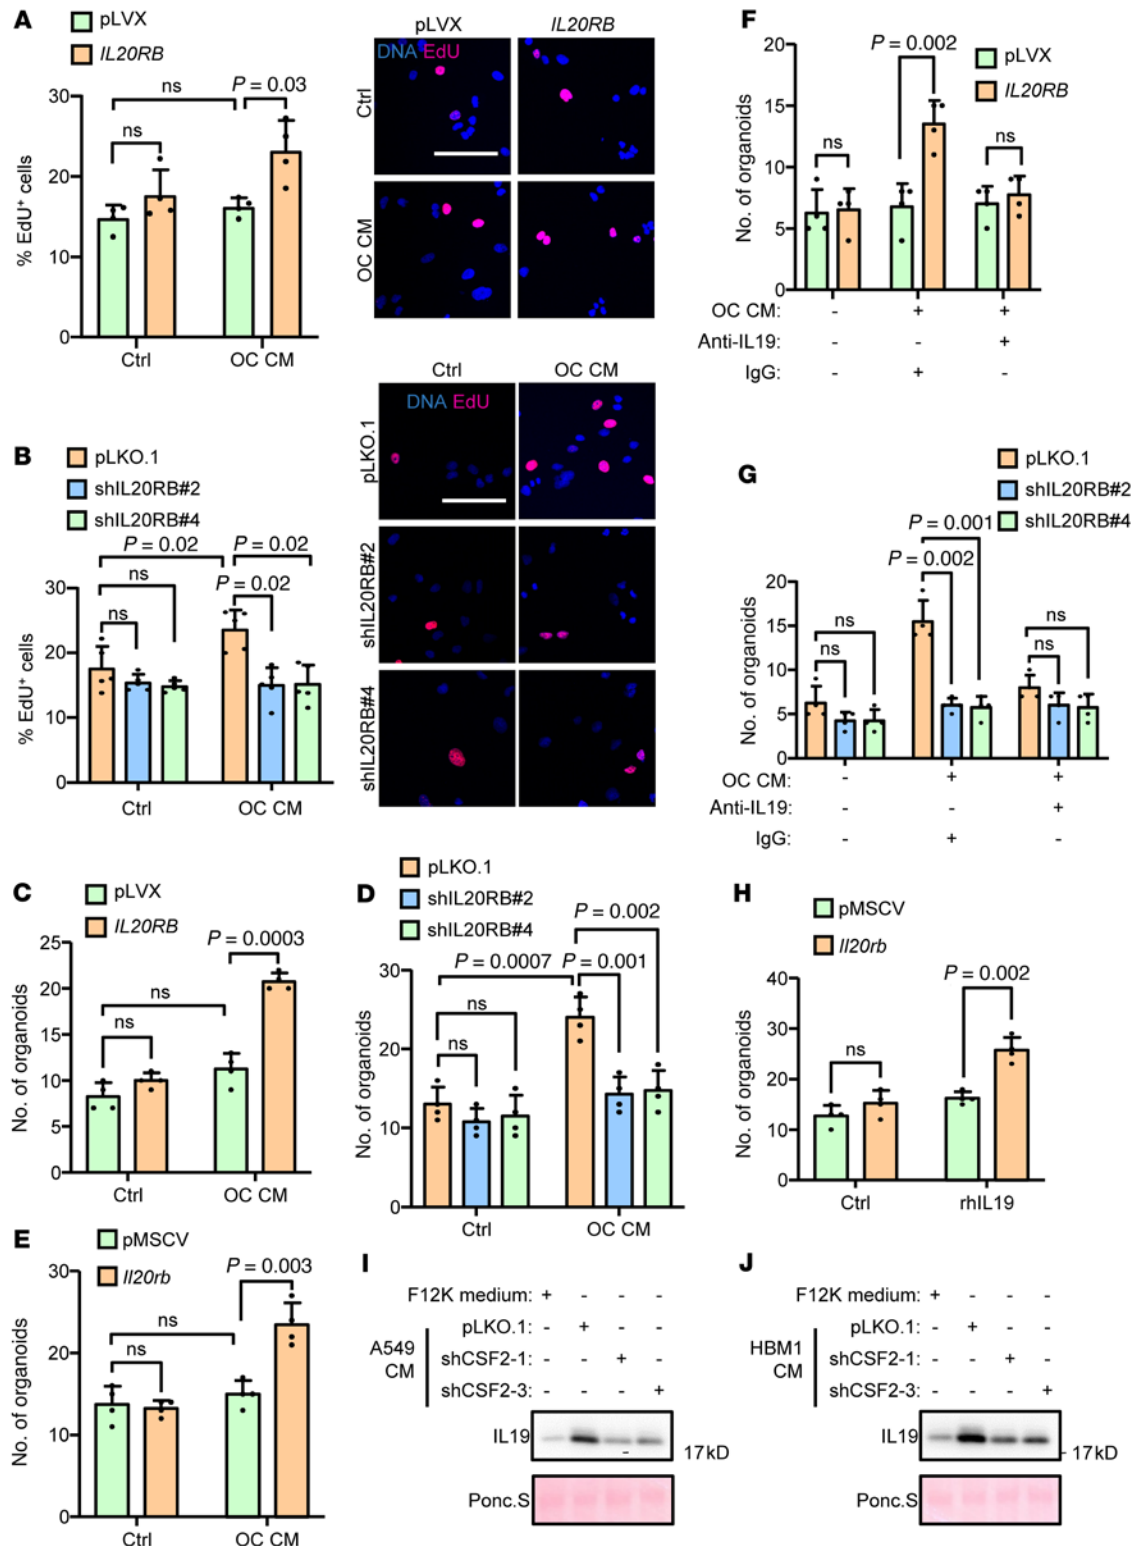 A
pLVX
IL20RB
ns
P = 0.03
ns
% EdU+ cells
30
20
10
0
Ctrl
OC CM
pLVX
IL20RB
DNA EdU
Ctrl
OC CM
B
pLKO.1
shIL20RB#2
shIL20RB#4
P = 0.02
P = 0.02
ns
P = 0.02
ns
% EdU+ cells
30
20
10
0
Ctrl
OC CM
Ctrl
OC CM
DNA EdU
pLKO.1
shIL20RB#2
shIL20RB#4
C
pLVX
IL20RB
P = 0.0003
ns
ns
No. of organoids
25
20
15
10
5
0
Ctrl
OC CM
D
pLKO.1
shIL20RB#2
shIL20RB#4
P = 0.002
P = 0.0007
P = 0.001
ns
ns
No. of organoids
30
20
10
0
Ctrl
OC CM
E
pMSCV
Il20rb
P = 0.003
ns
ns
No. of organoids
30
20
10
0
Ctrl
OC CM
F
pLVX
IL20RB
P = 0.002
ns
ns
No. of organoids
20
15
10
5
0
OC CM: - + +
Anti-IL19: - - +
IgG: - + -
G
pLKO.1
shIL20RB#2
shIL20RB#4
P = 0.001
P = 0.002
ns
ns
ns
ns
No. of organoids
20
15
10
5
0
OC CM: - + +
Anti-IL19: - - +
IgG: - + -
H
pMSCV
Il20rb
P = 0.002
ns
No. of organoids
40
30
20
10
0
Ctrl
rhIL19
I
F12K medium: + - - -
A549 CM
pLKO.1: - + - -
shCSF2-1: - - + -
shCSF2-3: - - - +
IL19
- 17kD
Ponc.S
J
F12K medium: + - - -
HBM1 CM
pLKO.1: - + - -
shCSF2-1: - - + -
shCSF2-3: - - - +
IL19
- 17kD
Ponc.S